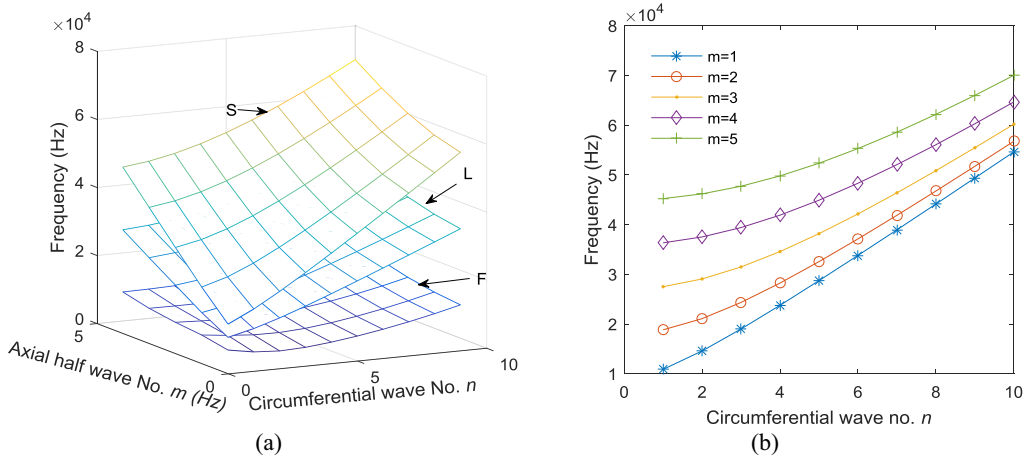 ×10⁴
8
6
4
2
0
Frequency (Hz)
S
L
F
5
0
Axial half wave No. m (Hz)
0
5
10
Circumferential wave No. n
(a)
×10⁴
8
7
6
5
4
3
2
1
Frequency (Hz)
m=1
m=2
m=3
m=4
m=5
0
2
4
6
8
10
Circumferential wave no. n
(b)